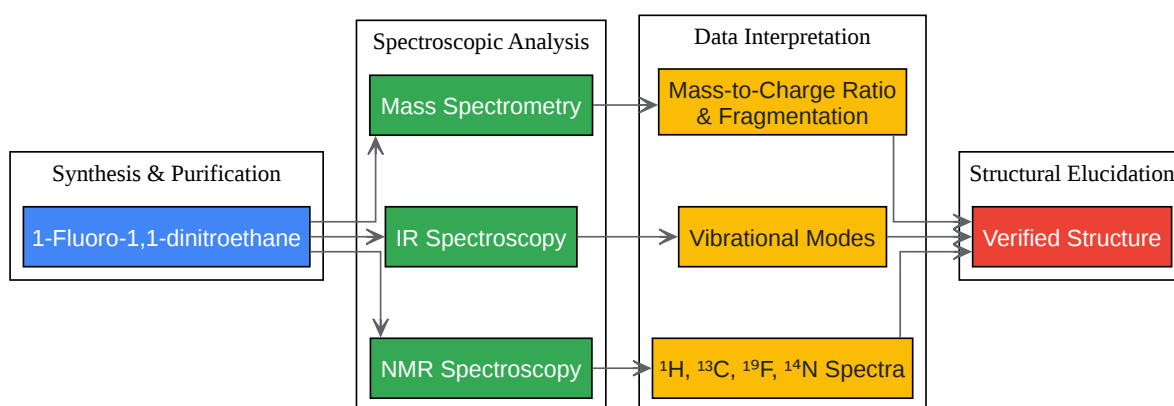 Spectroscopic Analysis
Data Interpretation
Mass Spectrometry
Mass-to-Charge Ratio
& Fragmentation
Synthesis & Purification
Structural Elucidation
1-Fluoro-1,1-dinitroethane
IR Spectroscopy
Vibrational Modes
Verified Structure
NMR Spectroscopy
¹H, ¹³C, ¹⁹F, ¹⁴N Spectra